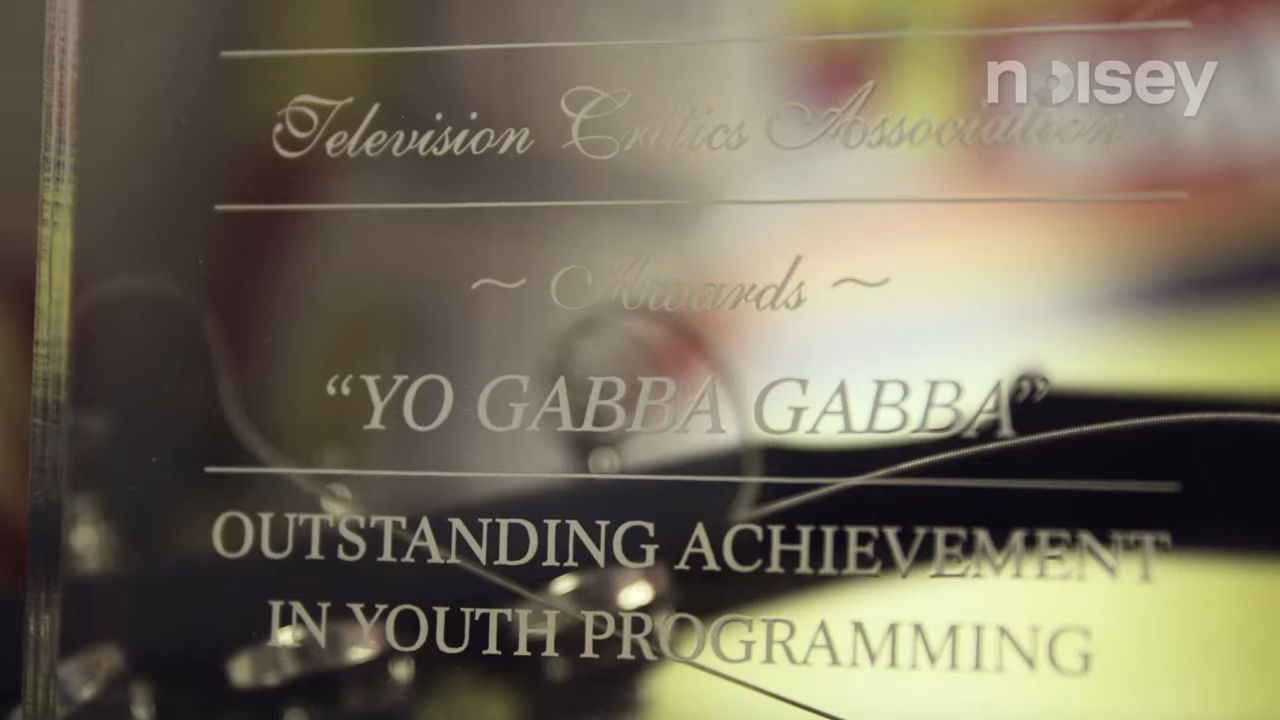 noisey
Television Critics Association
~ Awards ~
“YO GABBA GABBA”
OUTSTANDING ACHIEVEMENT
IN YOUTH PROGRAMMING